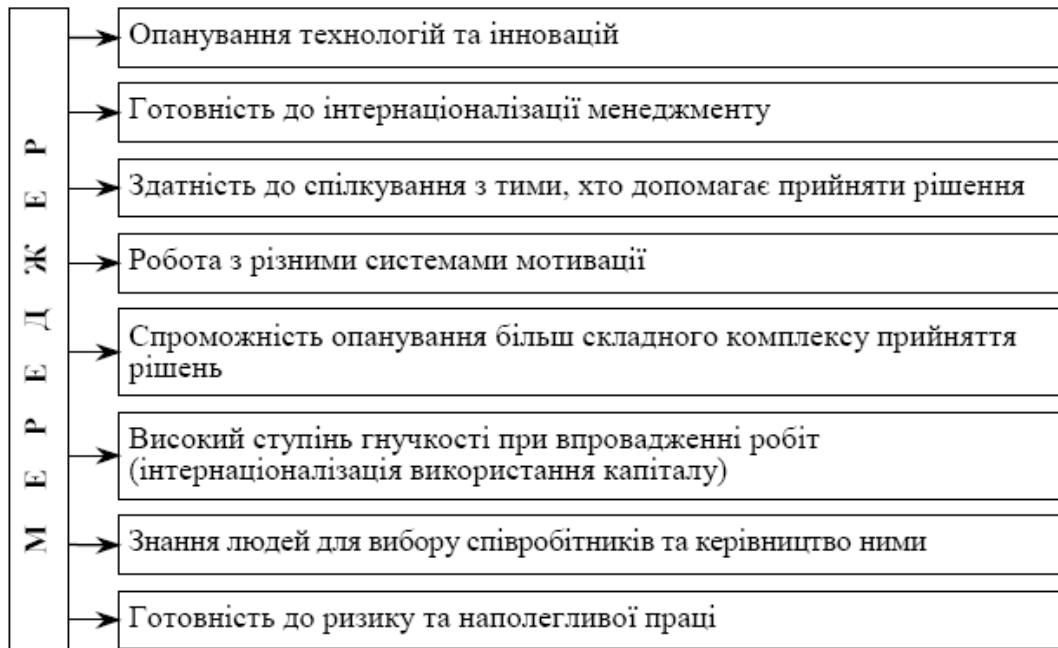 М Е Р Е Д Ж Е Р
Опанування технологій та інновацій
Готовність до інтернаціоналізації менеджменту
Здатність до спілкування з тими, хто допомагає прийняти рішення
Робота з різними системами мотивації
Спроможність опанування більш складного комплексу прийняття
рішень
Високий ступінь гнучкості при впровадженні робіт
(інтернаціоналізація використання капіталу)
Знання людей для вибору співробітників та керівництво ними
Готовність до ризику та наполегливої праці